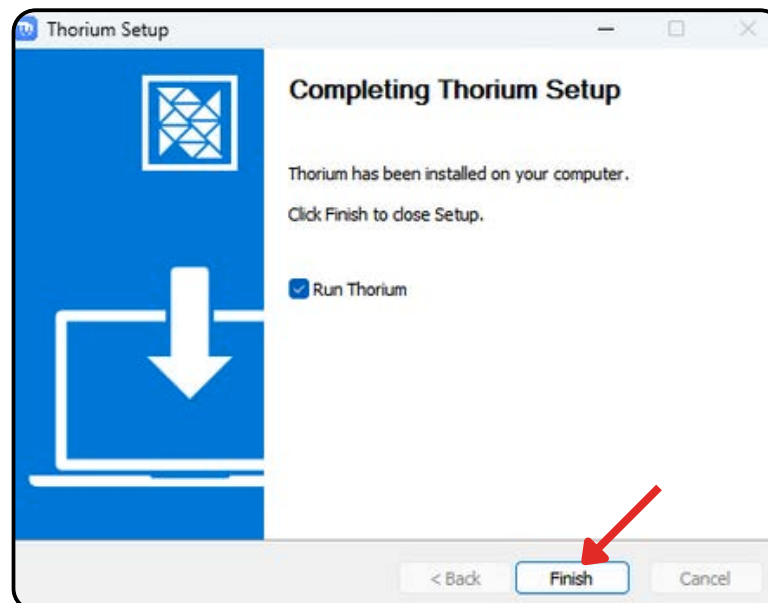 Thorium Setup
Completing Thorium Setup
Thorium has been installed on your computer.
Click Finish to close Setup.
Run Thorium
< Back Finish Cancel